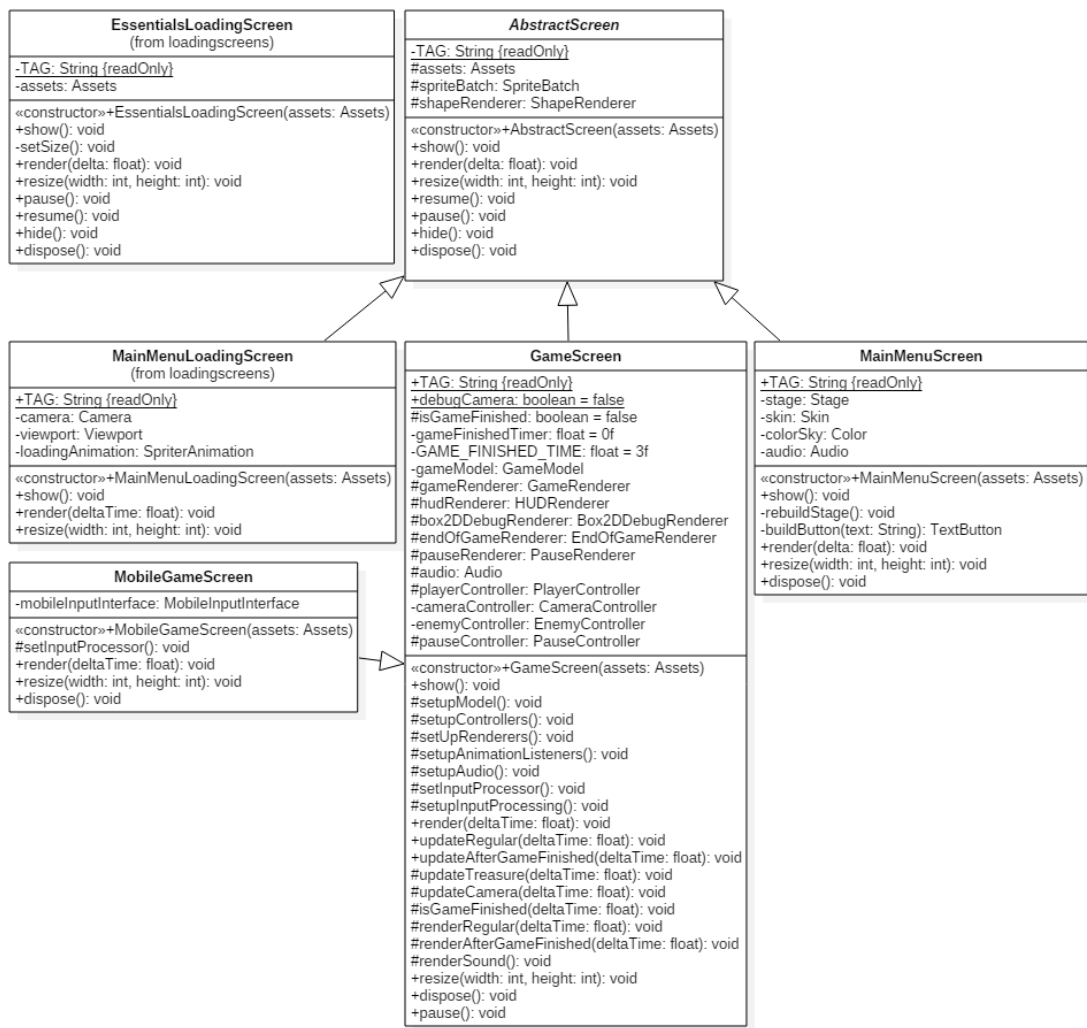 EssentialsLoadingScreen
(from loadingscreens)
-TAG: String {readOnly}
-assets: Assets
«constructor»+EssentialsLoadingScreen(assets: Assets)
+show(): void
-setSize(): void
+render(delta: float): void
+resize(width: int, height: int): void
+pause(): void
+resume(): void
+hide(): void
+dispose(): void
AbstractScreen
-TAG: String {readOnly}
#assets: Assets
#spriteBatch: SpriteBatch
#shapeRenderer: ShapeRenderer
«constructor»+AbstractScreen(assets: Assets)
+show(): void
+render(delta: float): void
+resize(width: int, height: int): void
+resume(): void
+pause(): void
+hide(): void
+dispose(): void
MainMenuLoadingScreen
(from loadingscreens)
+TAG: String {readOnly}
-camera: Camera
-viewport: Viewport
-loadingAnimation: SpriterAnimation
«constructor»+MainMenuLoadingScreen(assets: Assets)
+show(): void
+render(deltaTime: float): void
+resize(width: int, height: int): void
MobileGameScreen
-mobileInputInterface: MobileInputInterface
«constructor»+MobileGameScreen(assets: Assets)
#setInputProcessor(): void
+render(deltaTime: float): void
+resize(width: int, height: int): void
+dispose(): void
GameScreen
+TAG: String {readOnly}
+debugCamera: boolean = false
#isGameFinished: boolean = false
-gameFinishedTimer: float = 0f
-GAME_FINISHED_TIME: float = 3f
-gameModel: GameModel
#gameRenderer: GameRenderer
#hudRenderer: HUDRenderer
#box2DDebugRenderer: Box2DDebugRenderer
#endOfGameRenderer: EndOfGameRenderer
#pauseRenderer: PauseRenderer
#audio: Audio
#playerController: PlayerController
-cameraController: CameraController
-enemyController: EnemyController
#pauseController: PauseController
«constructor»+GameScreen(assets: Assets)
+show(): void
#setupModel(): void
#setupControllers(): void
#setUpRenderers(): void
#setupAnimationListeners(): void
#setupAudio(): void
#setInputProcessor(): void
#setupInputProcessing(): void
+render(deltaTime: float): void
+updateRegular(deltaTime: float): void
+updateAfterGameFinished(deltaTime: float): void
#updateTreasure(deltaTime: float): void
#updateCamera(deltaTime: float): void
#isGameFinished(deltaTime: float): void
#renderRegular(deltaTime: float): void
#renderAfterGameFinished(deltaTime: float): void
#renderSound(): void
+resize(width: int, height: int): void
+dispose(): void
+pause(): void
MainMenuScreen
+TAG: String {readOnly}
-stage: Stage
-skin: Skin
-colorSky: Color
-audio: Audio
«constructor»+MainMenuScreen(assets: Assets)
+show(): void
-rebuildStage(): void
-buildButton(text: String): TextButton
+render(delta: float): void
+resize(width: int, height: int): void
+dispose(): void